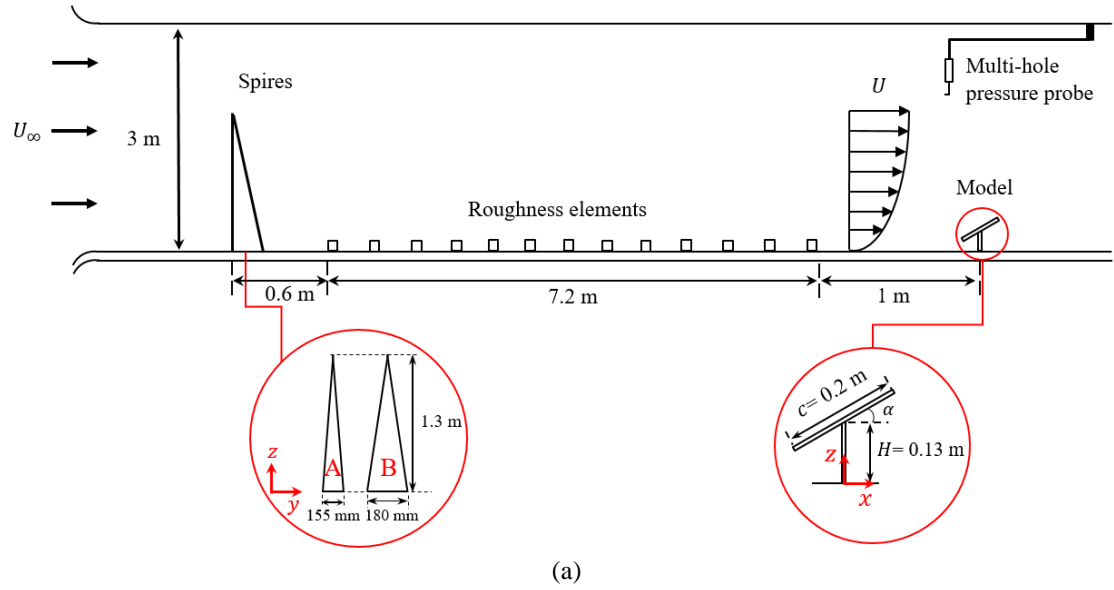 Spires
U∞
3 m
Roughness elements
U
Multi-hole
pressure probe
Model
0.6 m
7.2 m
1 m
z
y
A
B
1.3 m
155 mm
180 mm
c= 0.2 m
α
H= 0.13 m
z
x
(a)